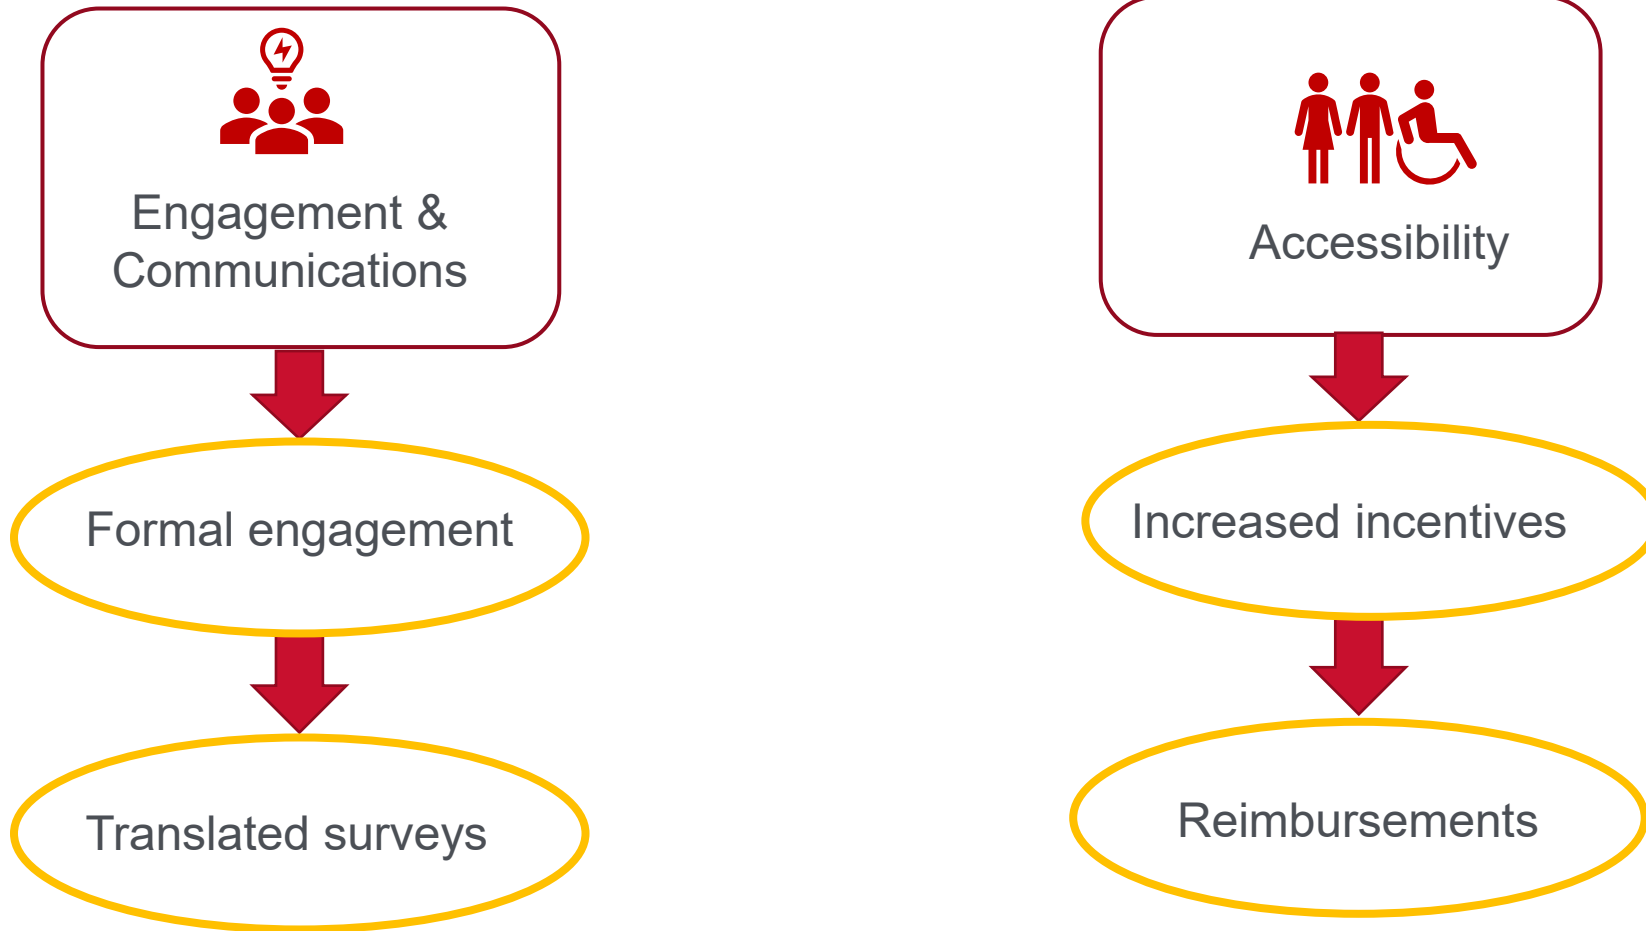 Engagement &
Communications
Formal engagement
Translated surveys
Accessibility
Increased incentives
Reimbursements